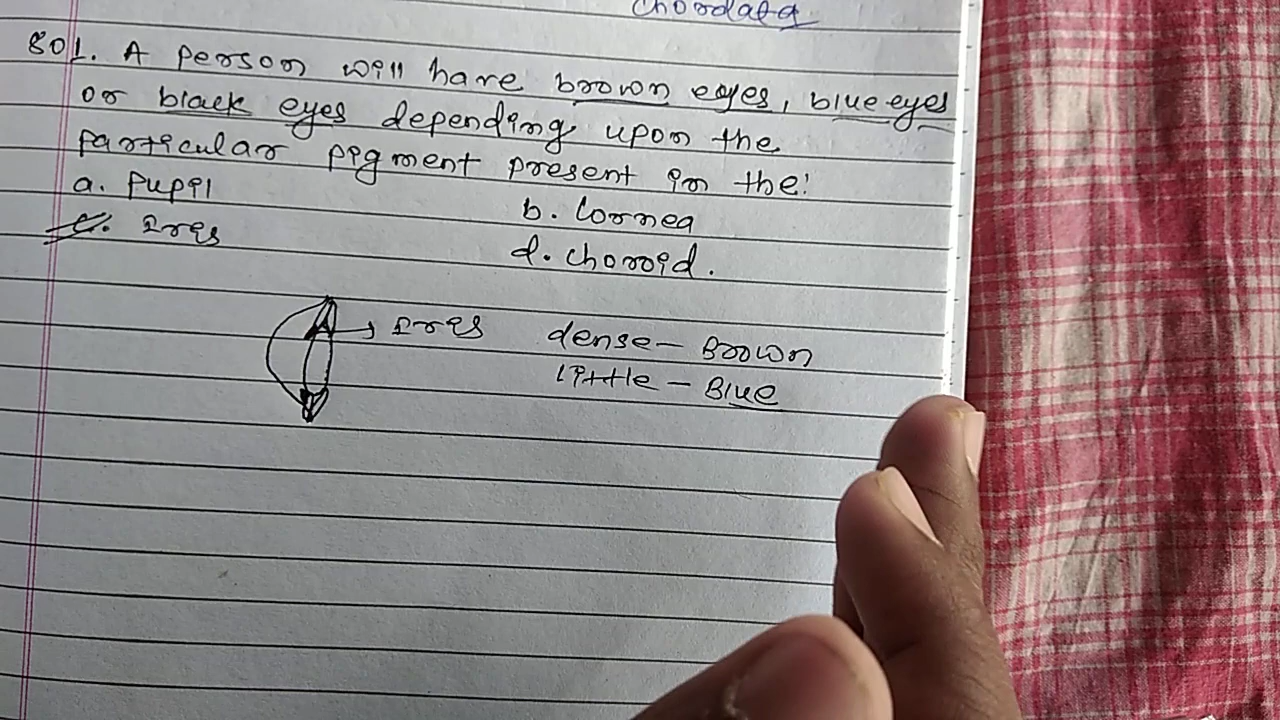 Chordata
801. A person will have brown eyes, blue eyes
or black eyes depending upon the
particular pigment present in the:
a. Pupil
b. Cornea
c. Iris
d. choroid.
Iris
dense - Brown
little - Blue